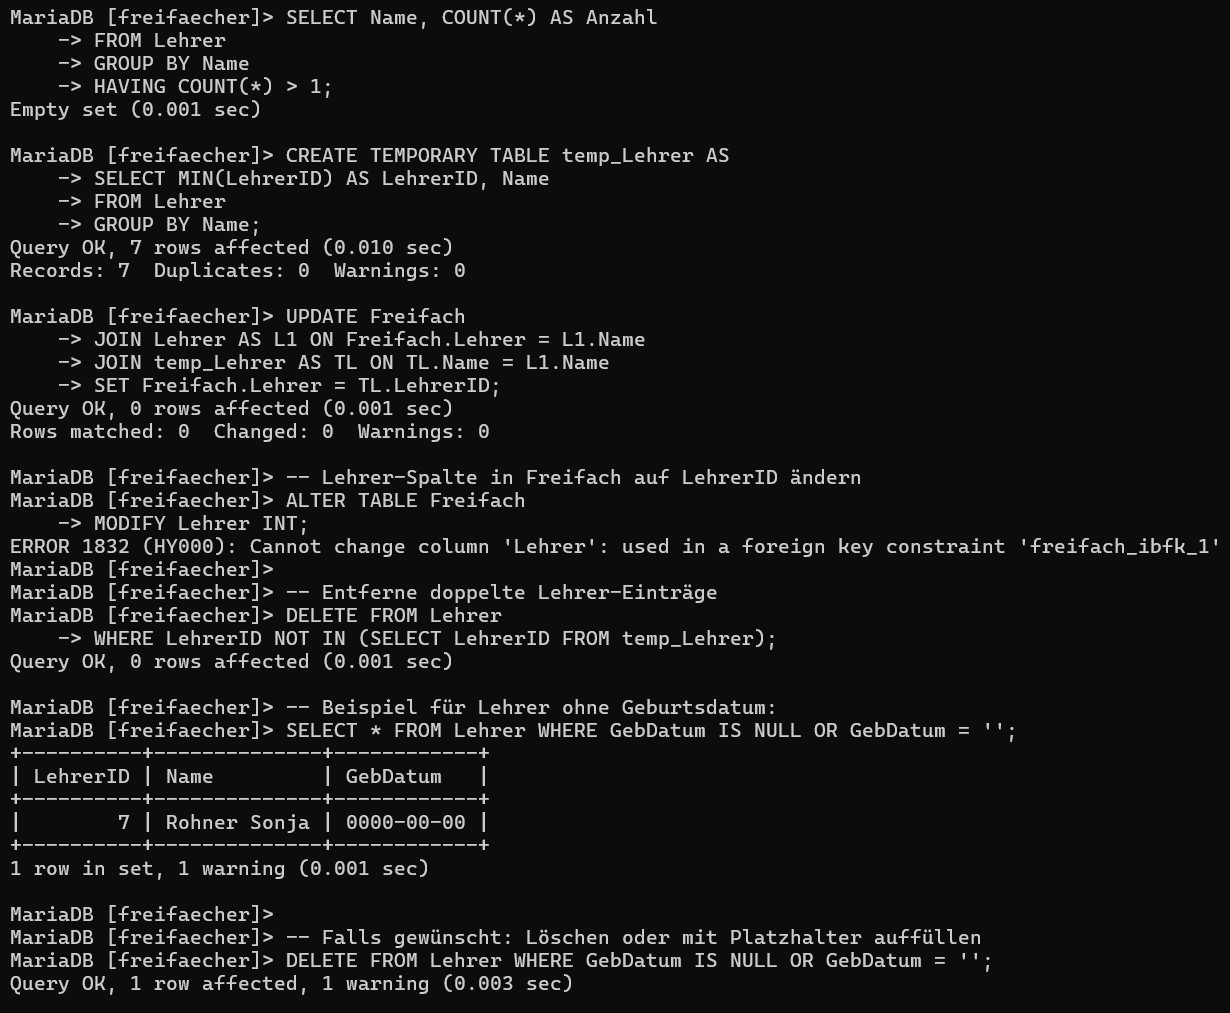 MariaDB [freifaecher]> SELECT Name, COUNT(*) AS Anzahl
    -> FROM Lehrer
    -> GROUP BY Name
    -> HAVING COUNT(*) > 1;
Empty set (0.001 sec)

MariaDB [freifaecher]> CREATE TEMPORARY TABLE temp_Lehrer AS
    -> SELECT MIN(LehrerID) AS LehrerID, Name
    -> FROM Lehrer
    -> GROUP BY Name;
Query OK, 7 rows affected (0.010 sec)
Records: 7  Duplicates: 0  Warnings: 0

MariaDB [freifaecher]> UPDATE Freifach
    -> JOIN Lehrer AS L1 ON Freifach.Lehrer = L1.Name
    -> JOIN temp_Lehrer AS TL ON TL.Name = L1.Name
    -> SET Freifach.Lehrer = TL.LehrerID;
Query OK, 0 rows affected (0.001 sec)
Rows matched: 0  Changed: 0  Warnings: 0

MariaDB [freifaecher]> -- Lehrer-Spalte in Freifach auf LehrerID ändern
MariaDB [freifaecher]> ALTER TABLE Freifach
    -> MODIFY Lehrer INT;
ERROR 1832 (HY000): Cannot change column 'Lehrer': used in a foreign key constraint 'freifach_ibfk_1'
MariaDB [freifaecher]>
MariaDB [freifaecher]> -- Entferne doppelte Lehrer-Einträge
MariaDB [freifaecher]> DELETE FROM Lehrer
    -> WHERE LehrerID NOT IN (SELECT LehrerID FROM temp_Lehrer);
Query OK, 0 rows affected (0.001 sec)

MariaDB [freifaecher]> -- Beispiel für Lehrer ohne Geburtsdatum:
MariaDB [freifaecher]> SELECT * FROM Lehrer WHERE GebDatum IS NULL OR GebDatum = '';
+----------+--------------+------------+
| LehrerID | Name         | GebDatum   |
+----------+--------------+------------+
|        7 | Rohner Sonja | 0000-00-00 |
+----------+--------------+------------+
1 row in set, 1 warning (0.001 sec)

MariaDB [freifaecher]>
MariaDB [freifaecher]> -- Falls gewünscht: Löschen oder mit Platzhalter auffüllen
MariaDB [freifaecher]> DELETE FROM Lehrer WHERE GebDatum IS NULL OR GebDatum = '';
Query OK, 1 row affected, 1 warning (0.003 sec)